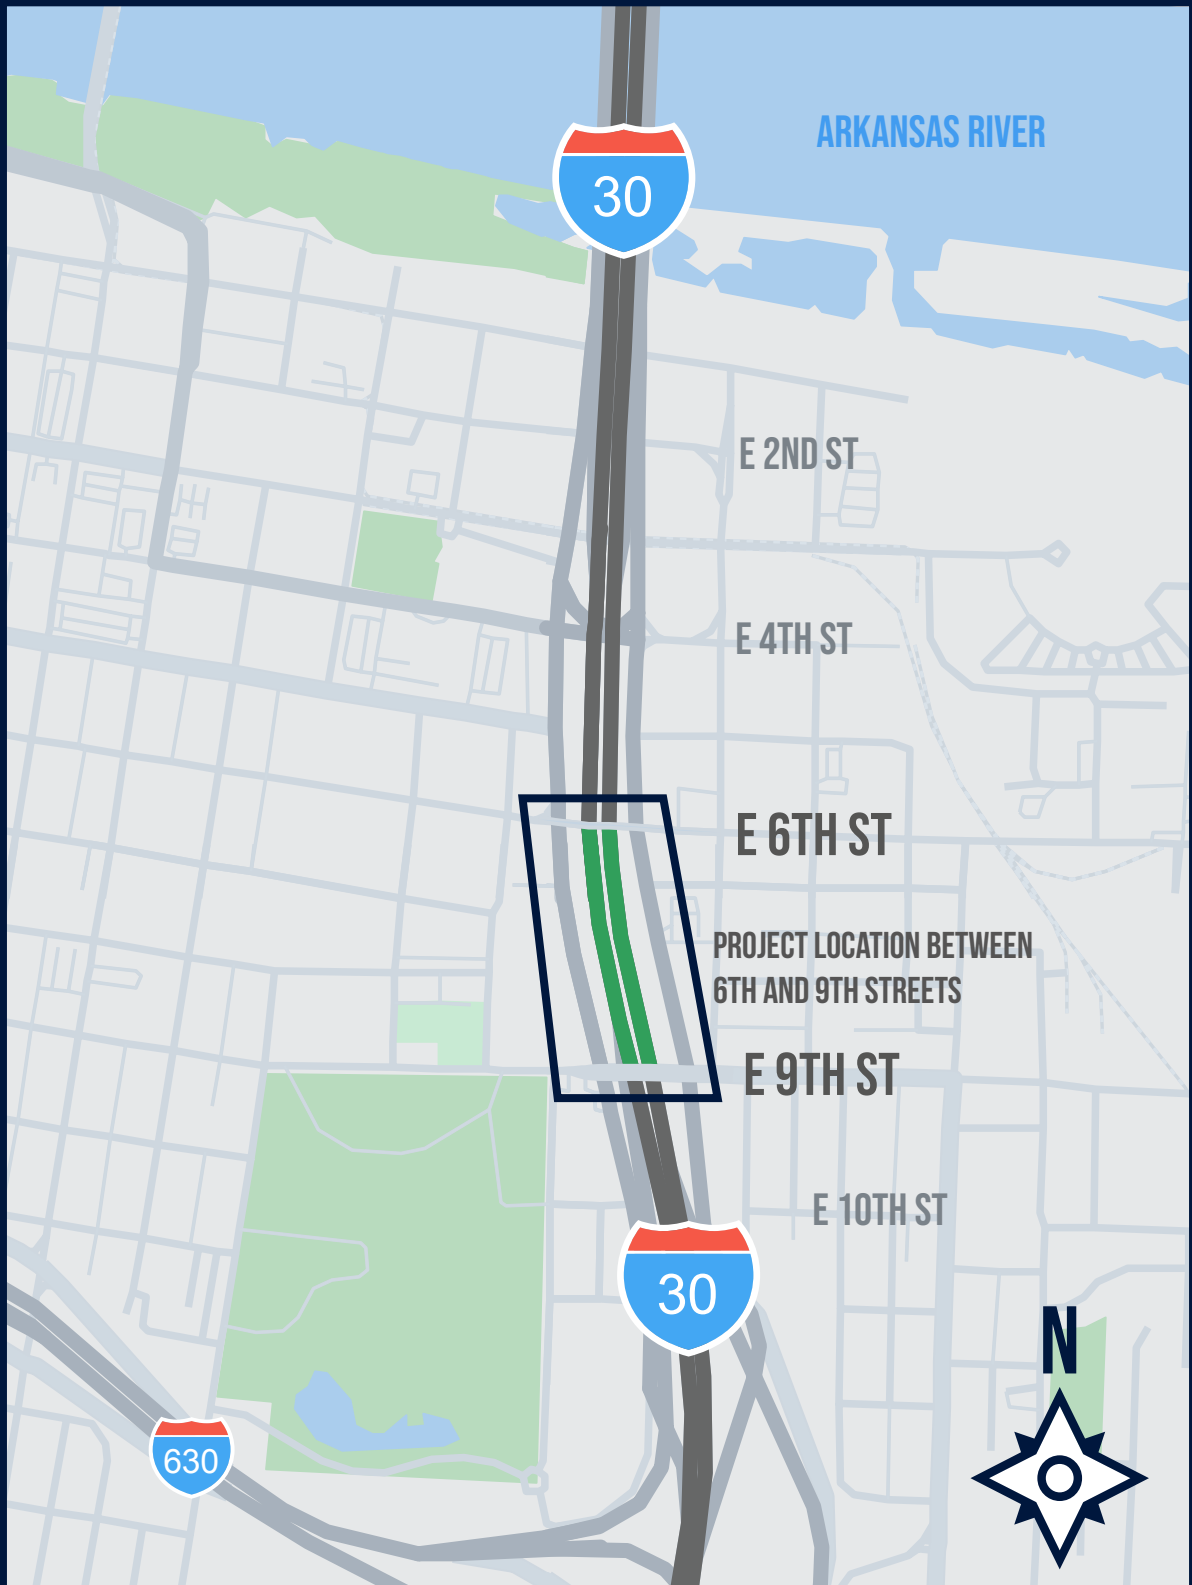 ARKANSAS RIVER
30
E 2ND ST
E 4TH ST
E 6TH ST
PROJECT LOCATION BETWEEN
6TH AND 9TH STREETS
E 9TH ST
E 10TH ST
30
N
630